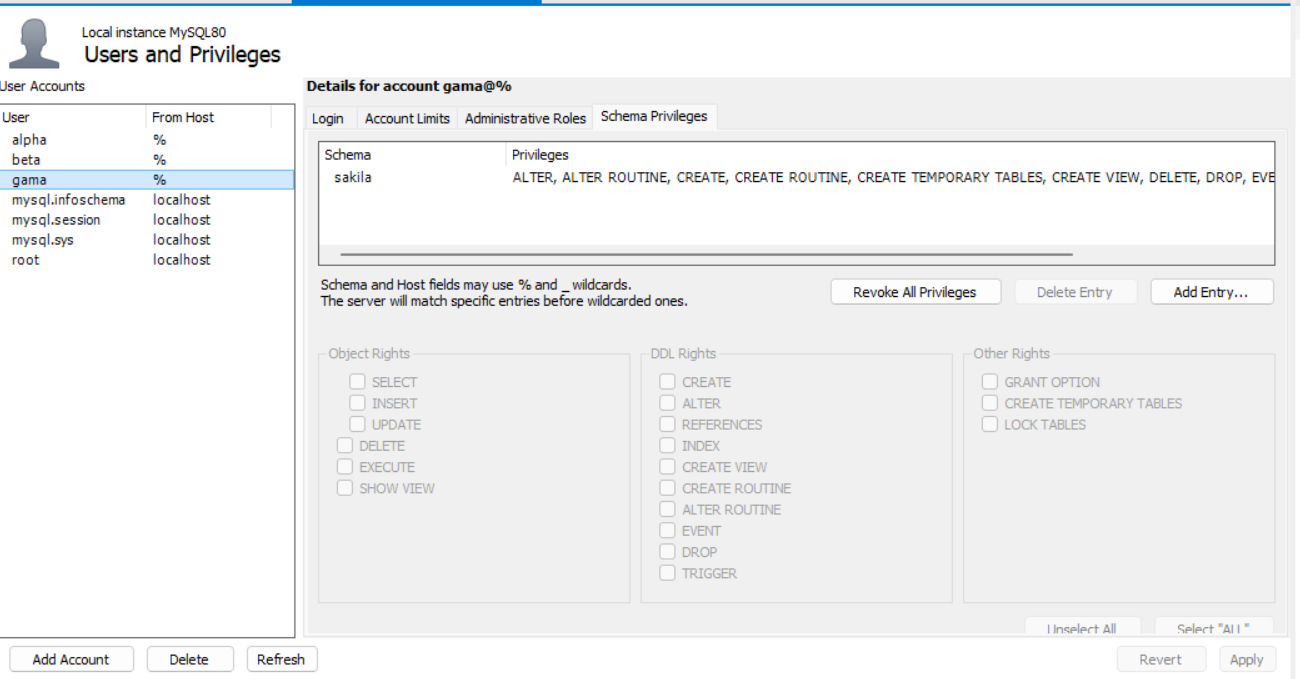 Local instance MySQL80
Users and Privileges
User Accounts
User From Host
alpha %
beta %
gama %
mysql.infoschema localhost
mysql.session localhost
mysql.sys localhost
root localhost
Add Account Delete Refresh
Details for account gama@%
Login Account Limits Administrative Roles Schema Privileges
Schema Privileges
sakila ALTER, ALTER ROUTINE, CREATE, CREATE ROUTINE, CREATE TEMPORARY TABLES, CREATE VIEW, DELETE, DROP, EVE
Schema and Host fields may use % and _ wildcards.
The server will match specific entries before wildcarded ones.
Revoke All Privileges Delete Entry Add Entry...
Object Rights
SELECT
INSERT
UPDATE
DELETE
EXECUTE
SHOW VIEW
DDL Rights
CREATE
ALTER
REFERENCES
INDEX
CREATE VIEW
CREATE ROUTINE
ALTER ROUTINE
EVENT
DROP
TRIGGER
Other Rights
GRANT OPTION
CREATE TEMPORARY TABLES
LOCK TABLES
Unselect All Select "ALL"
Revert Apply